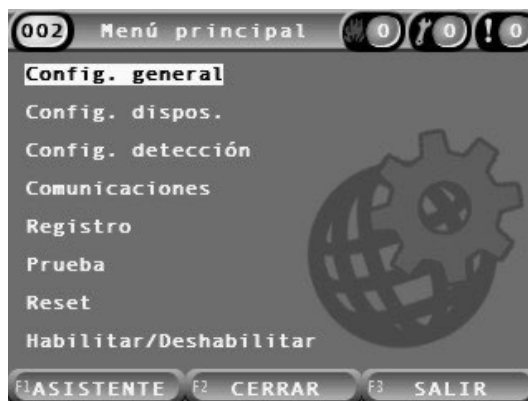 002 Menú principal 0 0 ! 0
Config. general
Config. dispos.
Config. detección
Comunicaciones
Registro
Prueba
Reset
Habilitar/Deshabilitar
F1 ASISTENTE F2 CERRAR F3 SALIR